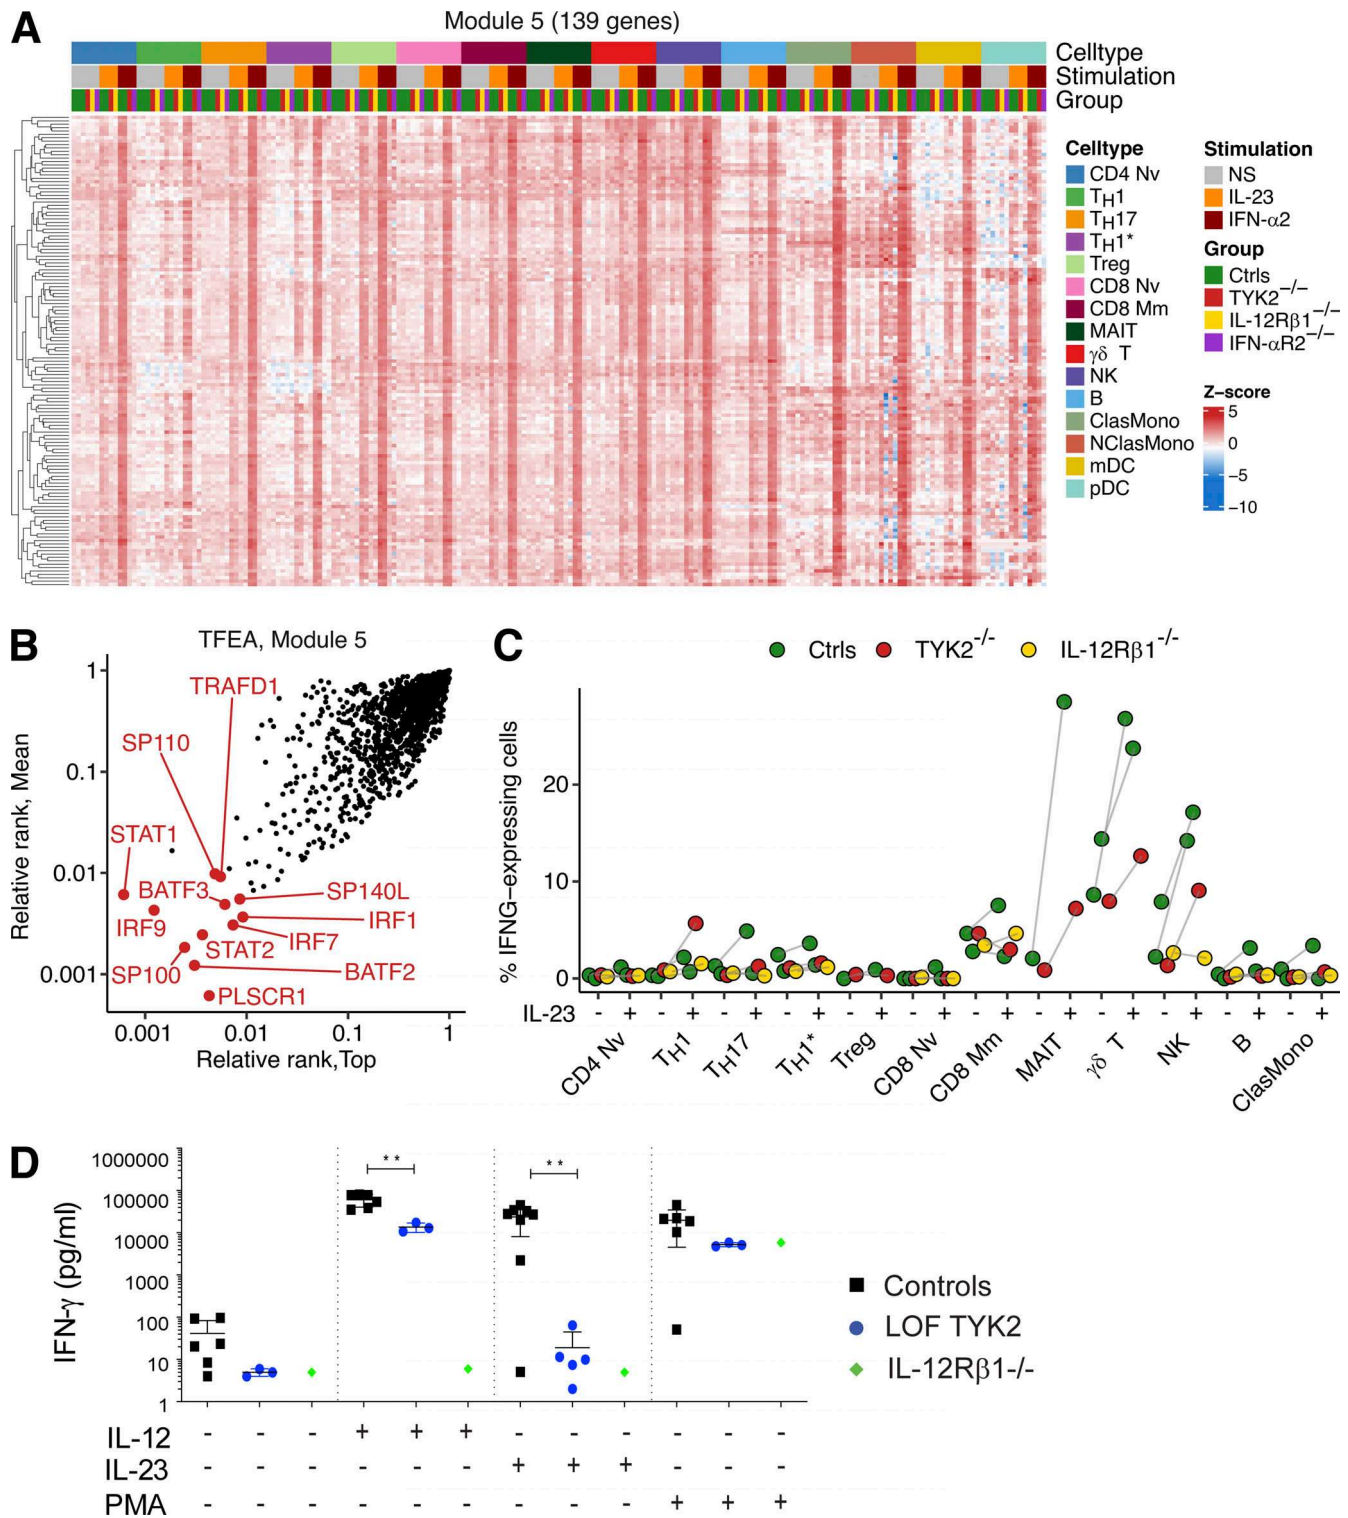 A
Module 5 (139 genes)
Celltype
Stimulation
Group
Celltype
CD4 Nv
TH1
TH17
TH1*
Treg
CD8 Nv
CD8 Mm
MAIT
γδ T
NK
B
ClasMono
NClasMono
mDC
pDC
Stimulation
NS
IL-23
IFN-α2
Group
Ctrls
TYK2−/−
IL-12Rβ1−/−
IFN-αR2−/−
Z−score
5
0
−5
−10
B
TFEA, Module 5
Relative rank, Mean
1
0.1
0.01
0.001
TRAFD1
SP110
STAT1
BATF3
SP140L
IRF9
IRF1
IRF7
STAT2
SP100
BATF2
PLSCR1
0.001 0.01 0.1 1
Relative rank,Top
C
Ctrls TYK2-/- IL-12Rβ1-/-
% IFNG–expressing cells
20
10
0
IL-23 - + - + - + - + - + - + - + - + - + - + - + - +
CD4 Nv TH1 TH17 TH1* Treg CD8 Nv CD8 Mm MAIT γδ T NK B ClasMono
D
IFN-γ (pg/ml)
1000000
100000
10000
1000
100
10
1
** **
Controls
LOF TYK2
IL-12Rβ1-/-
IL-12 - - - + + + - - - - - -
IL-23 - - - - - - + + + - - -
PMA - - - - - - - - - + + +